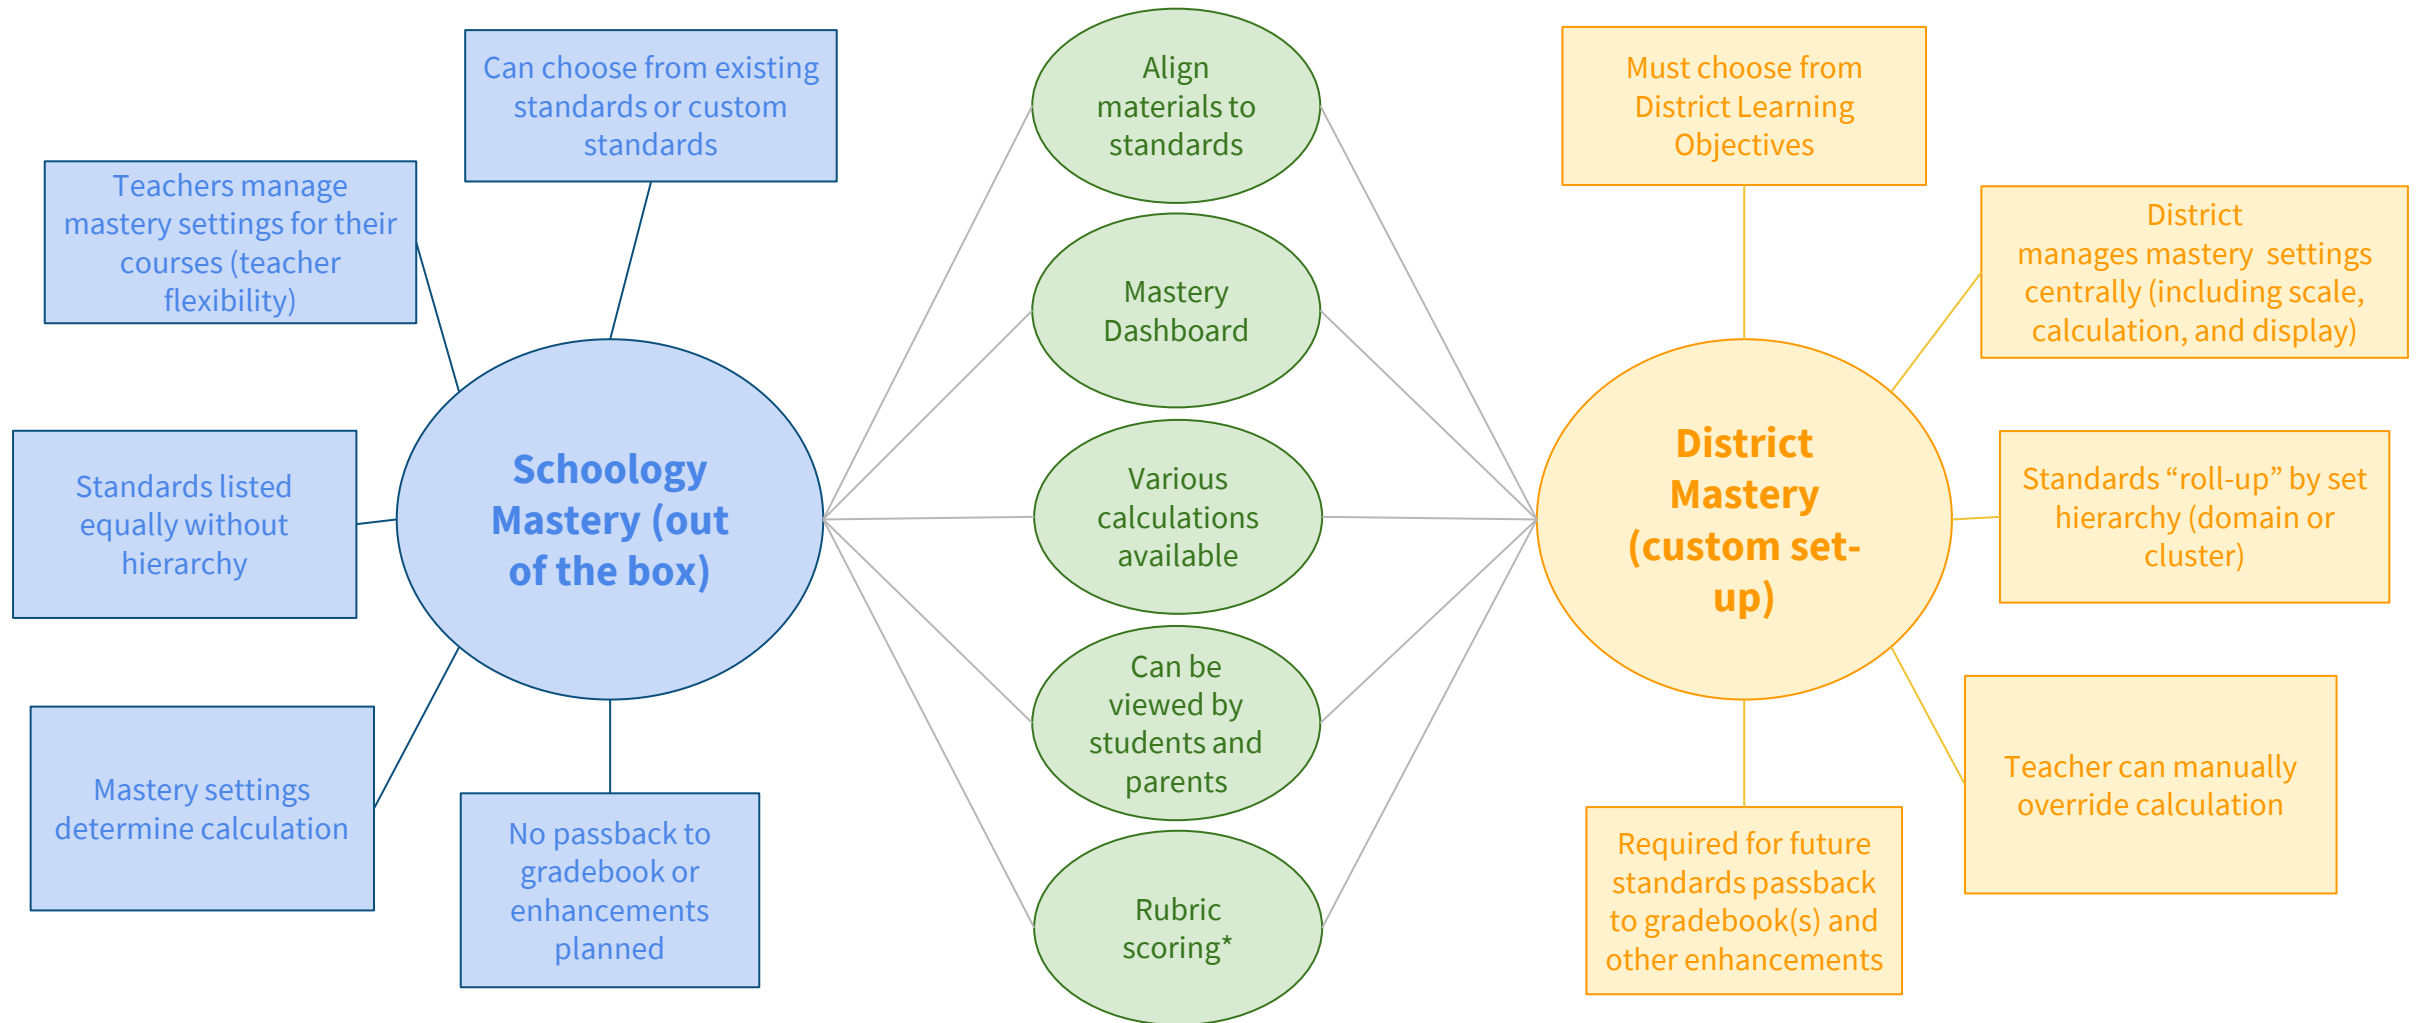 Can choose from existing
standards or custom
standards
Teachers manage
mastery settings for their
courses (teacher
flexibility)
Standards listed
equally without
hierarchy
Mastery settings
determine calculation
No passback to
gradebook or
enhancements
planned
Schoology
Mastery (out
of the box)
Align
materials to
standards
Mastery
Dashboard
Various
calculations
available
Can be
viewed by
students and
parents
Rubric
scoring*
District
Mastery
(custom set-
up)
Must choose from
District Learning
Objectives
District
manages mastery  settings
centrally (including scale,
calculation, and display)
Standards “roll-up” by set
hierarchy (domain or
cluster)
Teacher can manually
override calculation
Required for future
standards passback
to gradebook(s) and
other enhancements